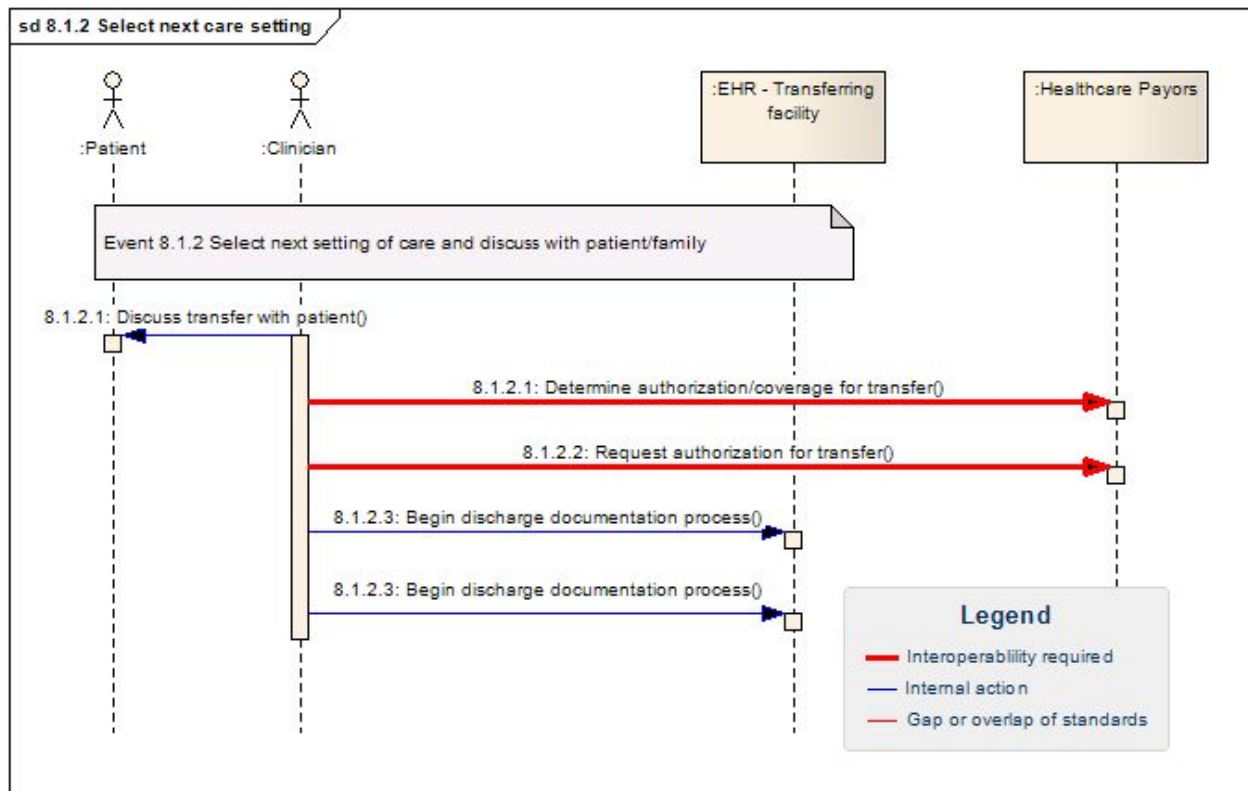 sd 8.1.2 Select next care setting
:Patient
:Clinician
:EHR - Transferring
facility
:Healthcare Payors
Event 8.1.2 Select next setting of care and discuss with patient/family
8.1.2.1: Discuss transfer with patient()
8.1.2.1: Determine authorization/coverage for transfer()
8.1.2.2: Request authorization for transfer()
8.1.2.3: Begin discharge documentation process()
8.1.2.3: Begin discharge documentation process()
Legend
Interoperablility required
Internal action
Gap or overlap of standards